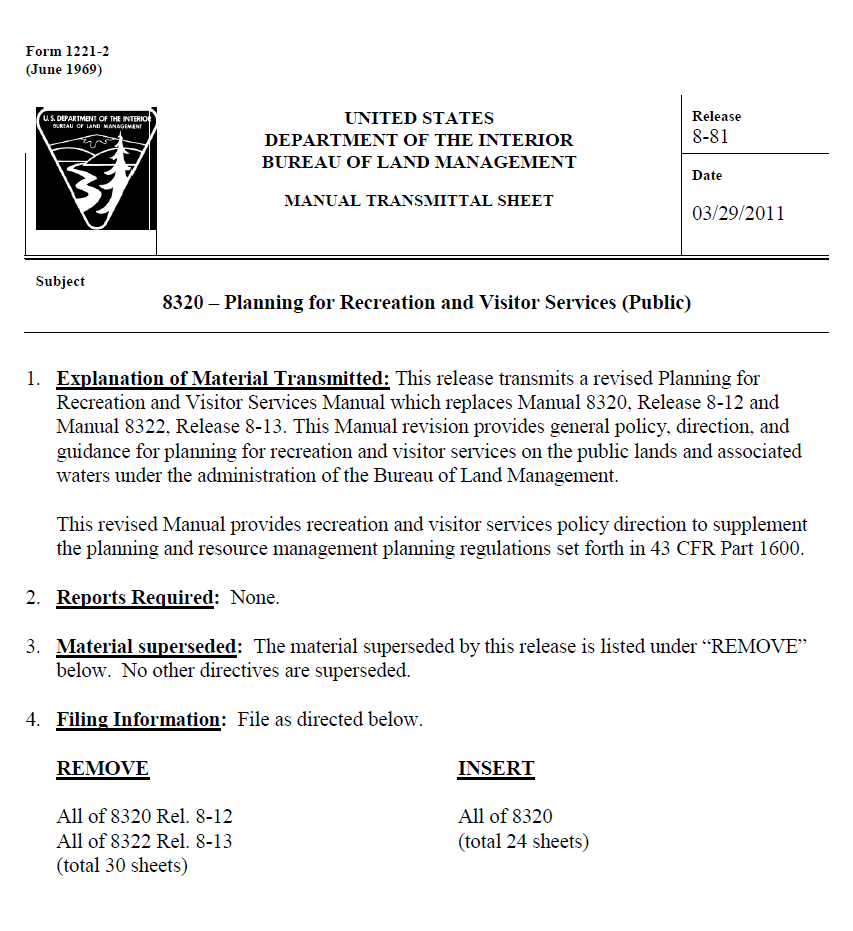 Form 1221-2
(June 1969)
U.S. DEPARTMENT OF THE INTERIOR
BUREAU OF LAND MANAGEMENT
UNITED STATES
DEPARTMENT OF THE INTERIOR
BUREAU OF LAND MANAGEMENT
MANUAL TRANSMITTAL SHEET
Release
8-81
Date
03/29/2011
Subject
8320 – Planning for Recreation and Visitor Services (Public)
1. Explanation of Material Transmitted: This release transmits a revised Planning for
Recreation and Visitor Services Manual which replaces Manual 8320, Release 8-12 and
Manual 8322, Release 8-13. This Manual revision provides general policy, direction, and
guidance for planning for recreation and visitor services on the public lands and associated
waters under the administration of the Bureau of Land Management.
This revised Manual provides recreation and visitor services policy direction to supplement
the planning and resource management planning regulations set forth in 43 CFR Part 1600.
2. Reports Required: None.
3. Material superseded: The material superseded by this release is listed under “REMOVE”
below. No other directives are superseded.
4. Filing Information: File as directed below.
REMOVE
All of 8320 Rel. 8-12
All of 8322 Rel. 8-13
(total 30 sheets)
INSERT
All of 8320
(total 24 sheets)